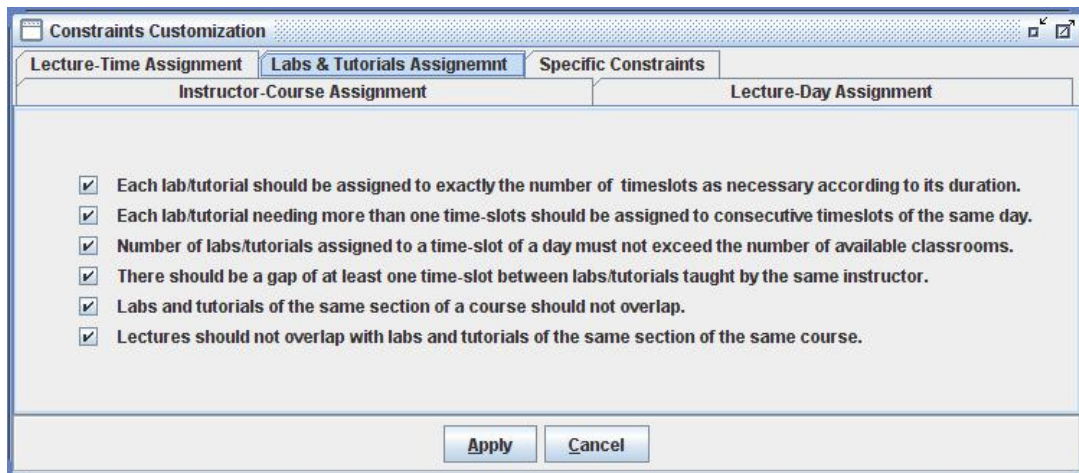 Constraints Customization
Lecture-Time Assignment Labs & Tutorials Assignemnt Specific Constraints
Instructor-Course Assignment Lecture-Day Assignment
Each lab/tutorial should be assigned to exactly the number of timeslots as necessary according to its duration.
Each lab/tutorial needing more than one time-slots should be assigned to consecutive timeslots of the same day.
Number of labs/tutorials assigned to a time-slot of a day must not exceed the number of available classrooms.
There should be a gap of at least one time-slot between labs/tutorials taught by the same instructor.
Labs and tutorials of the same section of a course should not overlap.
Lectures should not overlap with labs and tutorials of the same section of the same course.
Apply Cancel